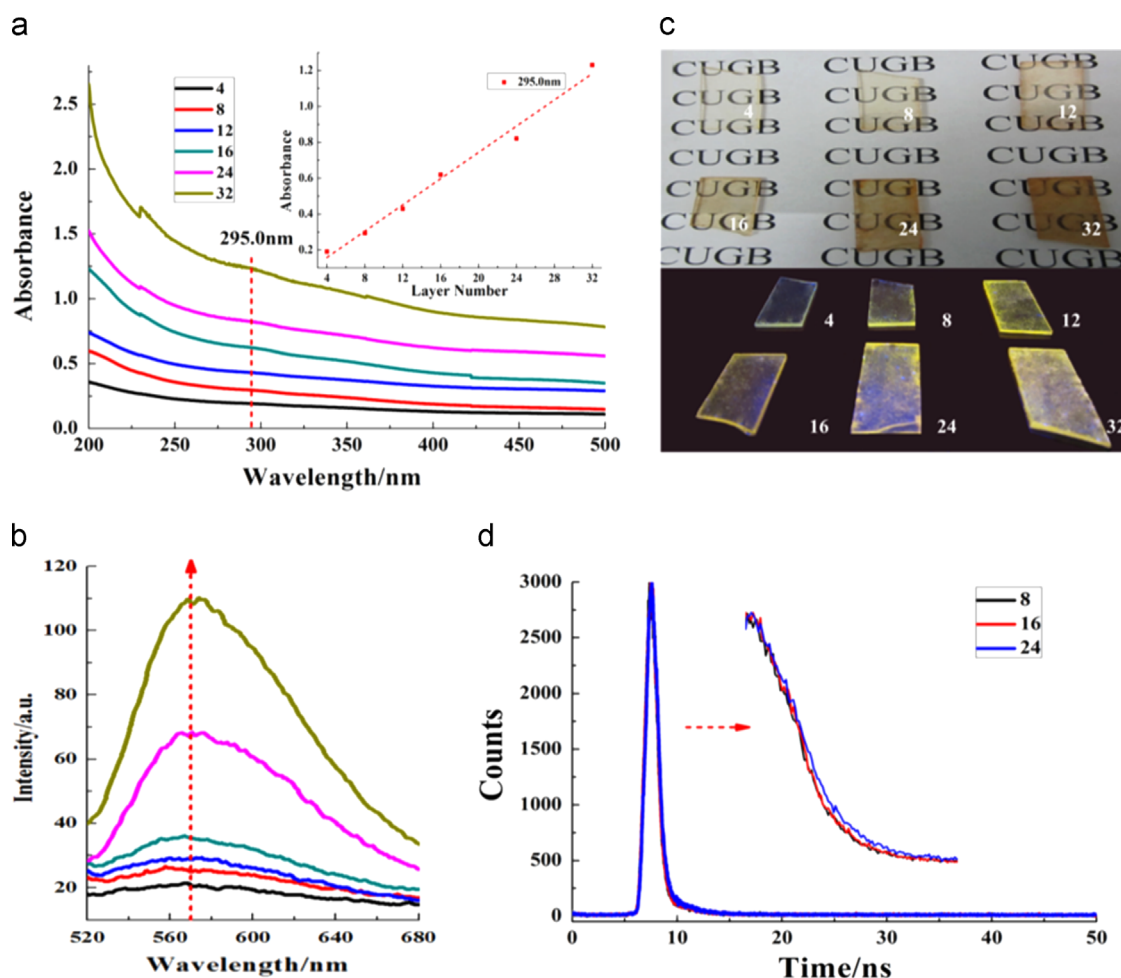 a
Absorbance
2.5
2.0
1.5
1.0
0.5
0.0
4
8
12
16
24
32
295.0nm
200 250 300 350 400 450 500
Wavelength/nm
Absorbance
1.2
1.0
0.8
0.6
0.4
0.2
295.0nm
4 8 12 16 20 24 28 32
Layer Number
c
CUGB CUGB CUGB
CUGB CUGB CUGB
4 8 12
CUGB CUGB CUGB
CUGB CUGB CUGB
CUGB CUGB CUGB
CUGB CUGB CUGB
16 24 32
CUGB CUGB CUGB
4 8 12
16 24 32
b
Intensity/a.u.
120
100
80
60
40
20
520 560 600 640 680
Wavelength/nm
d
Counts
3000
2500
2000
1500
1000
500
0
8
16
24
0 10 20 30 40 50
Time/ns